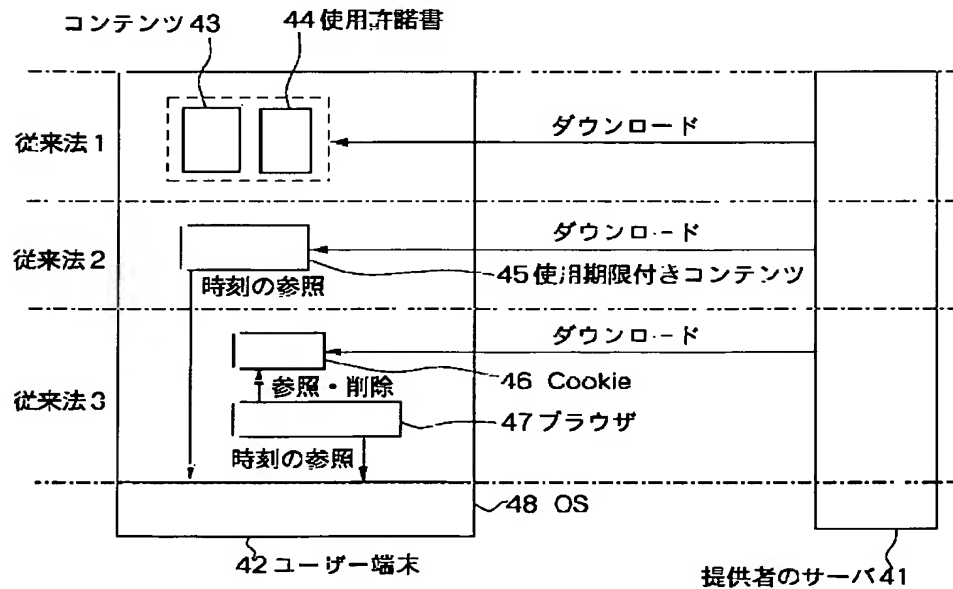 コンテンツ43
44使用許諾書
従来法1
ダウンロード
従来法2
ダウンロード
45使用期限付きコンテンツ
時刻の参照
従来法3
ダウンロード
46 Cookie
参照・削除
47ブラウザ
時刻の参照
48 OS
42ユーザー端末
提供者のサーバ41